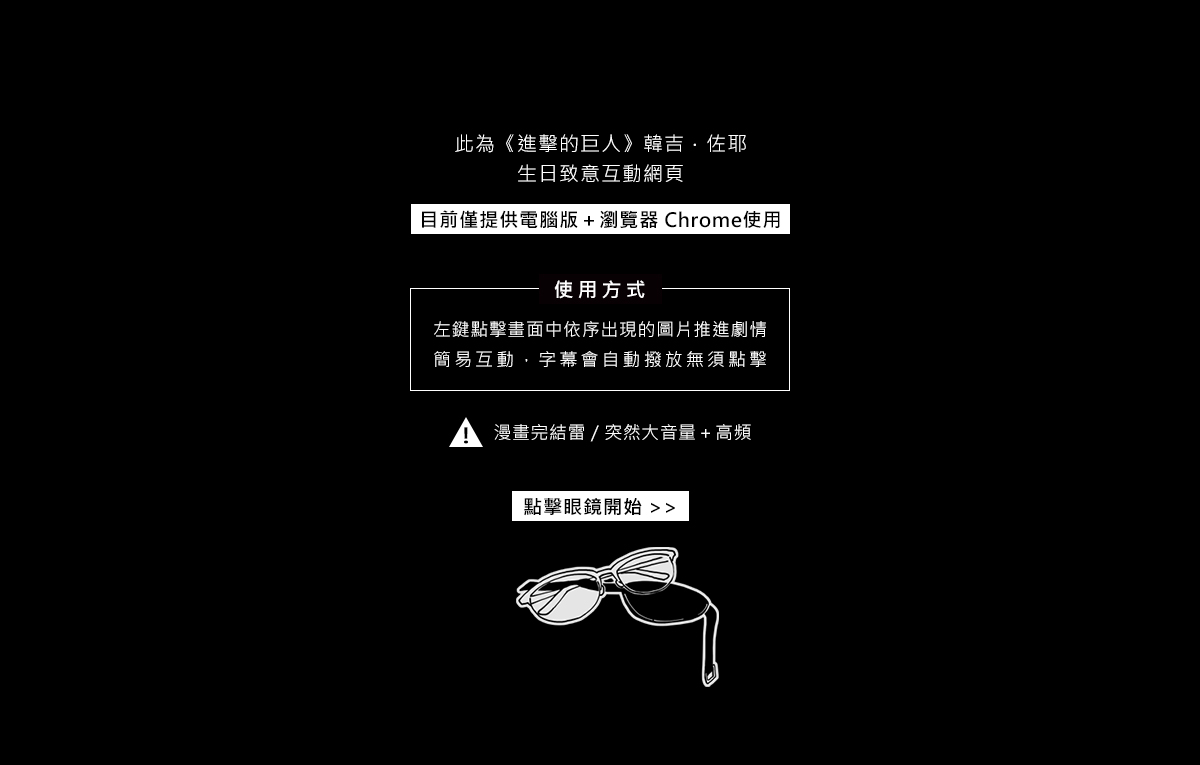 此為《進擊的巨人》韓吉．佐耶
生日致意互動網頁
目前僅提供電腦版＋瀏覽器 Chrome使用
使用方式
左鍵點擊畫面中依序出現的圖片推進劇情
簡易互動，字幕會自動撥放無須點擊
漫畫完結雷 / 突然大音量＋高頻
點擊眼鏡開始 >>